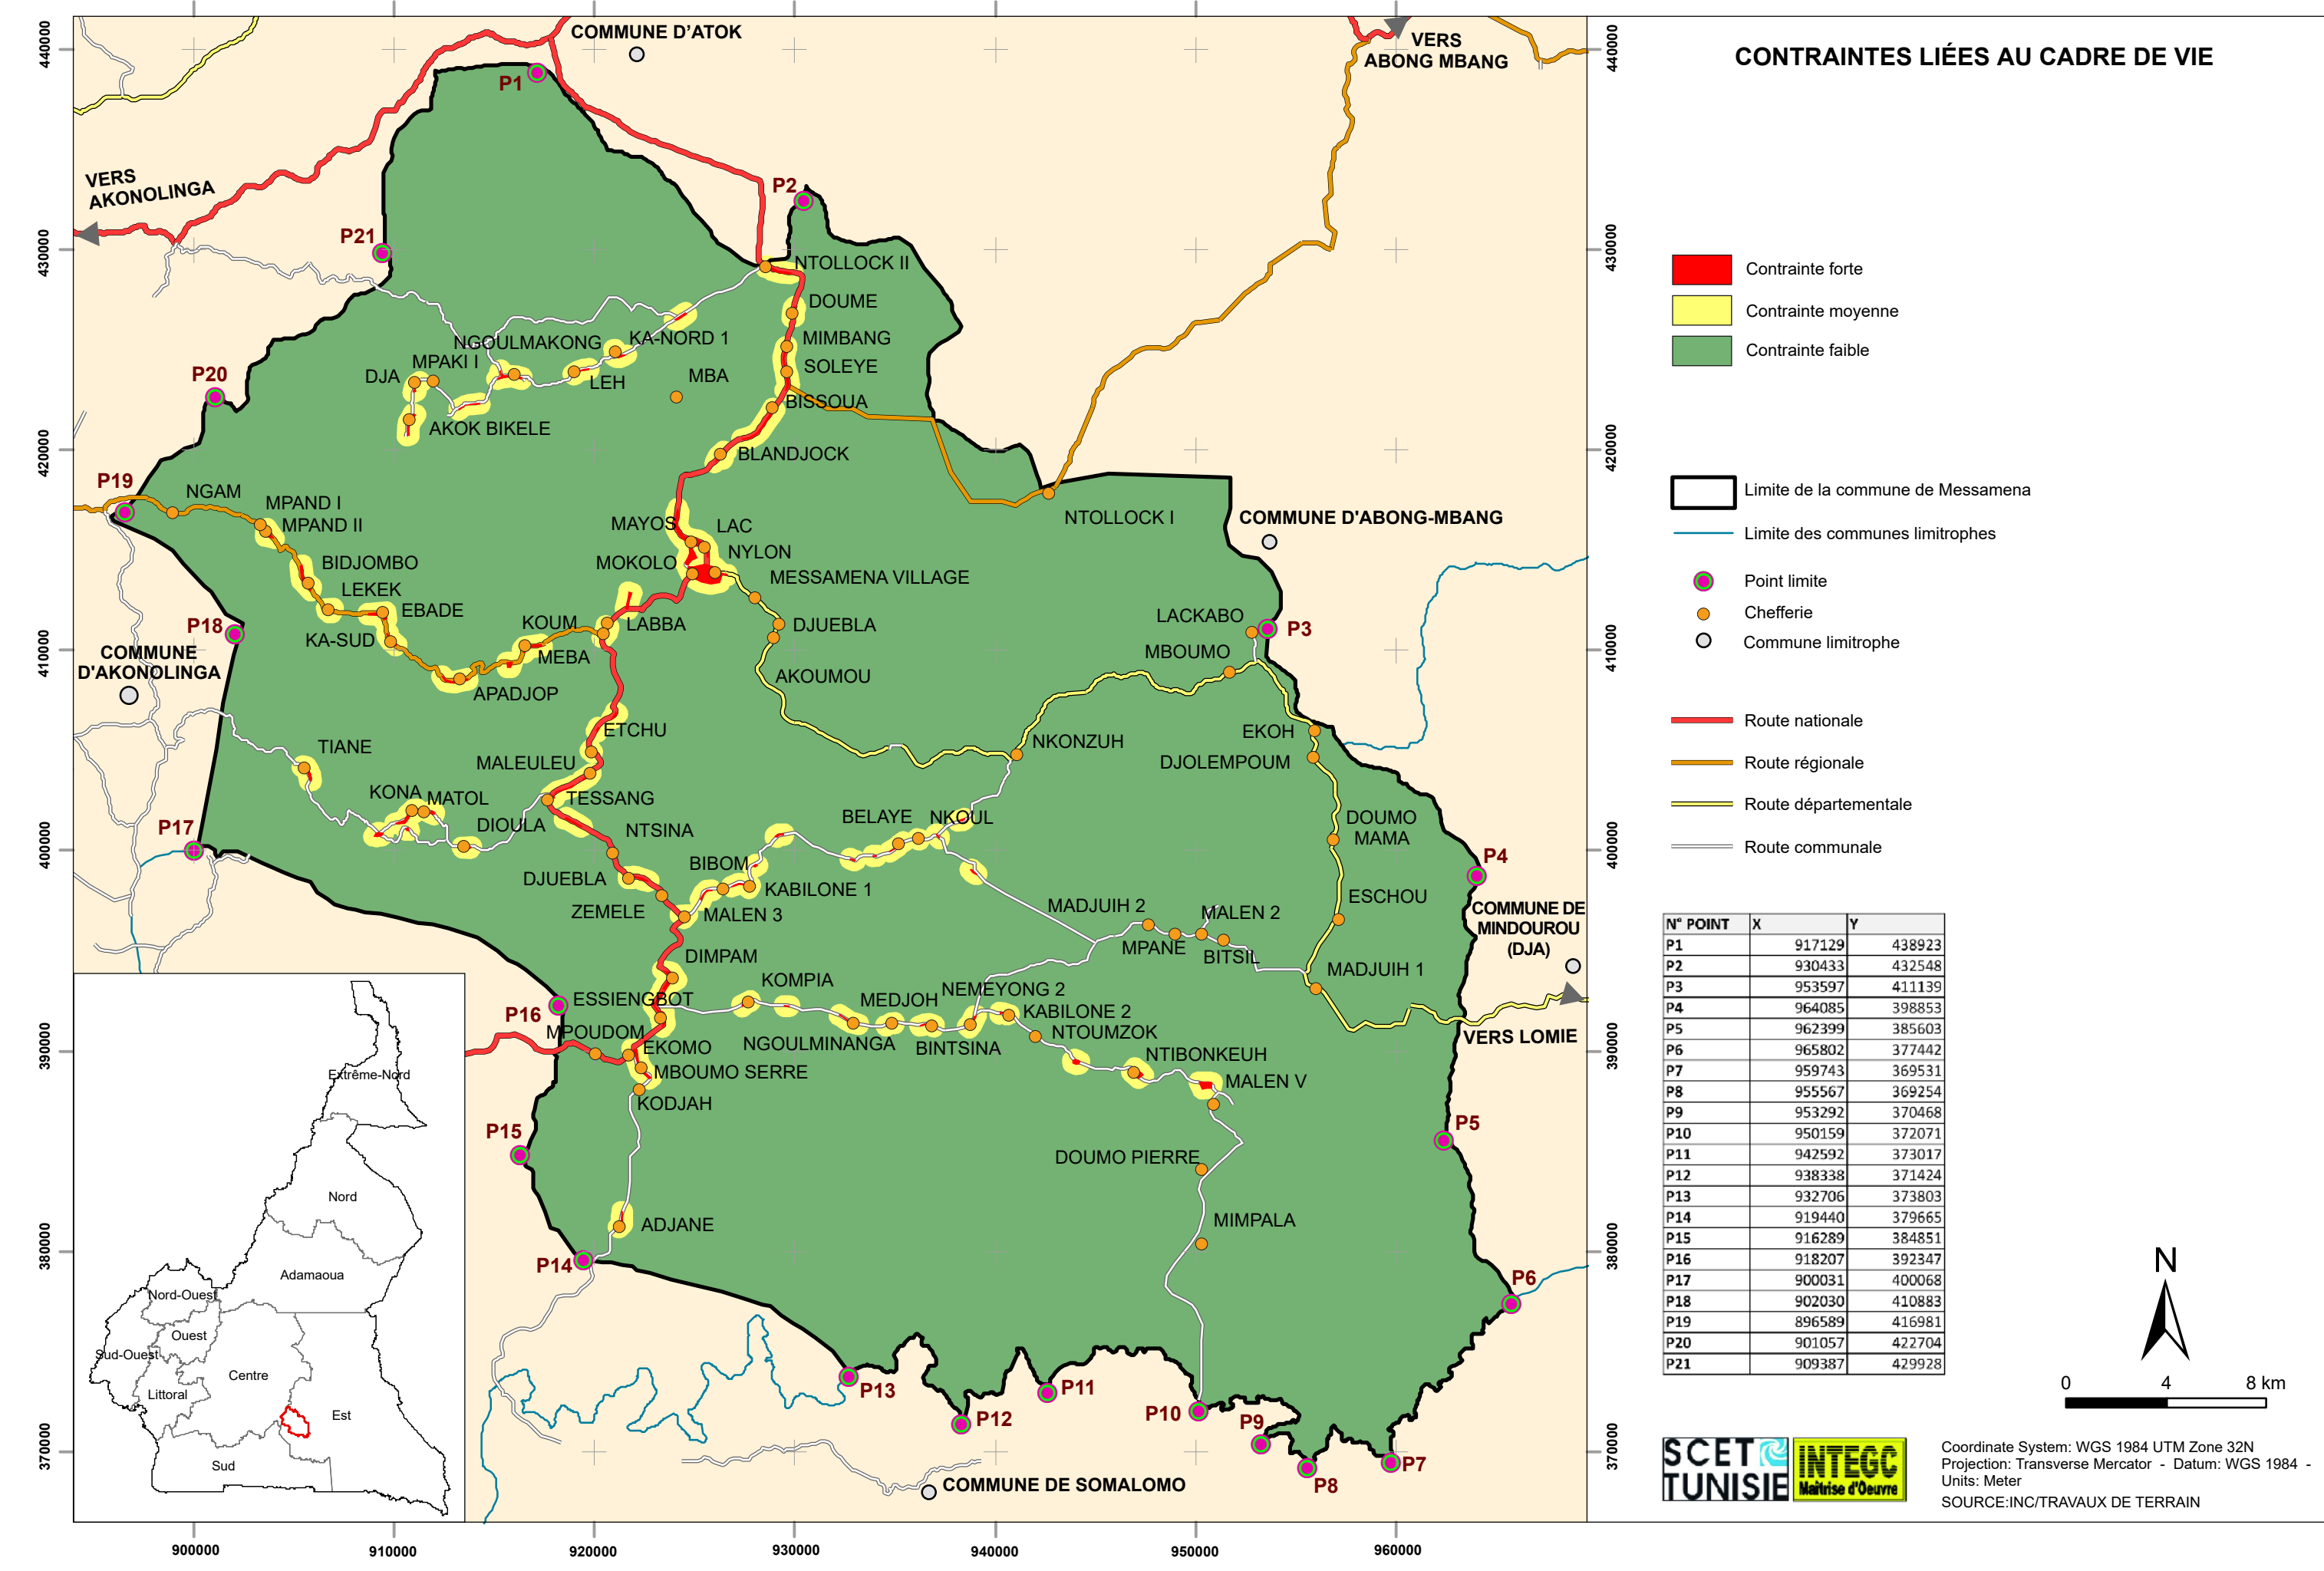 CONTRAINTES LIÉES AU CADRE DE VIE
COMMUNE D'ATOK
VERS
ABONG MBANG
VERS
AKONOLINGA
P1
P2
P21
P20
P19
P18
P17
P16
P15
P14
P13
P12
P11
P10
P9
P8
P7
P6
P5
P4
P3
NTOLLOCK II
DOUME
MIMBANG
SOLEYE
BISSOUA
BLANDJOCK
NGOULMAKONG
KA-NORD 1
MPAKI I
DJA
LEH
MBA
AKOK BIKELE
NGAM
MPAND I
MPAND II
BIDJOMBO
LEKEK
EBADE
KA-SUD
KOUM
MEBA
LABBA
APADJOP
MAYOS
LAC
MOKOLO
NYLON
MESSAMENA VILLAGE
NTOLLOCK I
COMMUNE D'ABONG-MBANG
DJUEBLA
AKOUMOU
LACKABO
MBOUMO
COMMUNE
D'AKONOLINGA
ETCHU
MALEULEU
TIANE
KONA
MATOL
TESSANG
DIOULA
NTSINA
NKONZUH
EKOH
DJOLEMPOUM
DOUMO
MAMA
BELAYE
NKOUL
BIBOM
KABILONE 1
DJUEBLA
ZEMELE
MALEN 3
MADJUIH 2
MALEN 2
MPANE
BITSIL
ESCHOU
MADJUIH 1
COMMUNE DE
MINDOUROU
(DJA)
VERS LOMIE
DIMPAM
KOMPIA
ESSIENGBOT
MEDJOH
NEMEYONG 2
KABILONE 2
MPOUDOM
EKOMO
NGOULMINANGA
BINTSINA
NTOUMZOK
MBOUMO SERRE
KODJAH
NTIBONKEUH
MALEN V
DOUMO PIERRE
MIMPALA
ADJANE
COMMUNE DE SOMALOMO
Extrême-Nord
Nord
Adamaoua
Nord-Ouest
Ouest
Sud-Ouest
Centre
Littoral
Est
Sud
440000
430000
420000
410000
400000
390000
380000
370000
440000
430000
420000
410000
400000
390000
380000
370000
900000
910000
920000
930000
940000
950000
960000
Contrainte forte
Contrainte moyenne
Contrainte faible
Limite de la commune de Messamena
Limite des communes limitrophes
Point limite
Chefferie
Commune limitrophe
Route nationale
Route régionale
Route départementale
Route communale
N° POINT X Y
P1 917129 438923
P2 930433 432548
P3 953597 411139
P4 964085 398853
P5 962399 385603
P6 965802 377442
P7 959743 369531
P8 955567 369254
P9 953292 370468
P10 950159 372071
P11 942592 373017
P12 938338 371424
P13 932706 373803
P14 919440 379665
P15 916289 384851
P16 918207 392347
P17 900031 400068
P18 902030 410883
P19 896589 416981
P20 901057 422704
P21 909387 429928
N
0 4 8 km
SCET
TUNISIE
INTEGC
Maîtrise d'Oeuvre
Coordinate System: WGS 1984 UTM Zone 32N
Projection: Transverse Mercator - Datum: WGS 1984 -
Units: Meter
SOURCE:INC/TRAVAUX DE TERRAIN